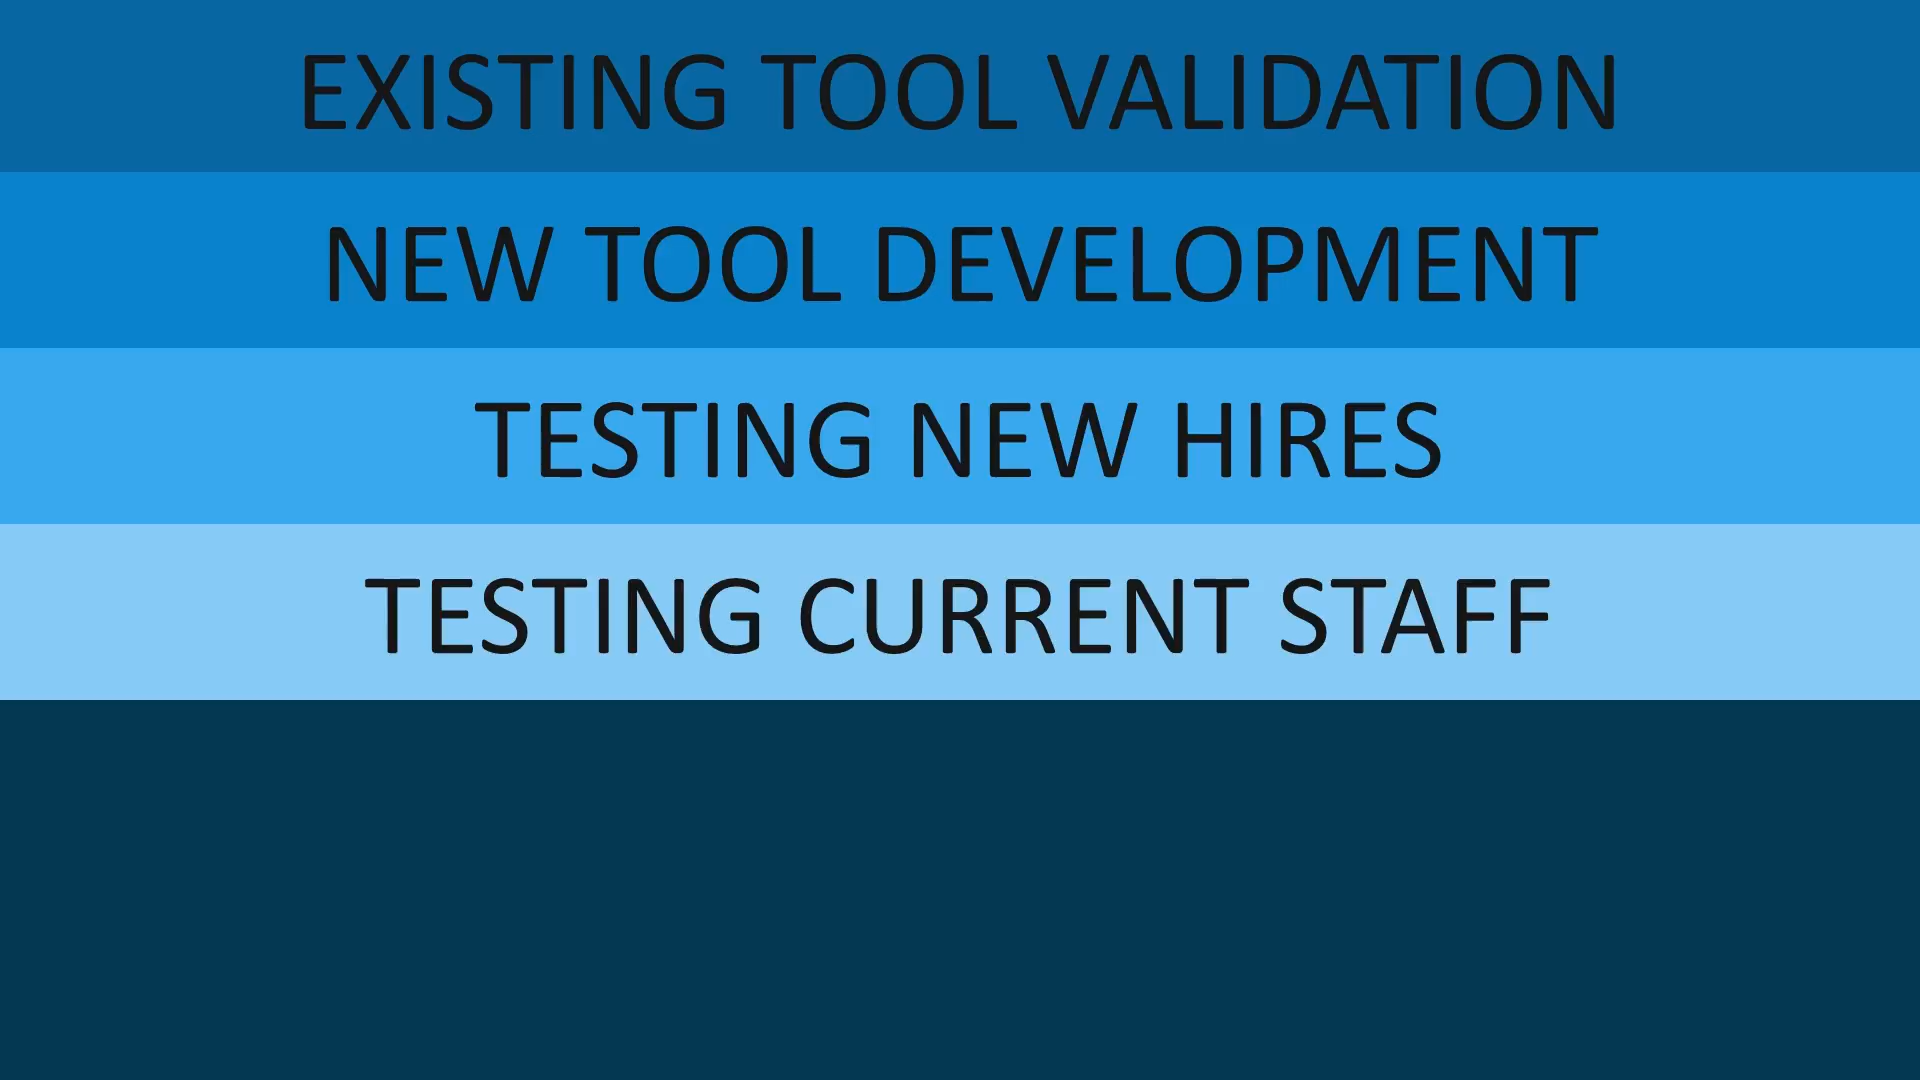 EXISTING TOOL VALIDATION
NEW TOOL DEVELOPMENT
TESTING NEW HIRES
TESTING CURRENT STAFF